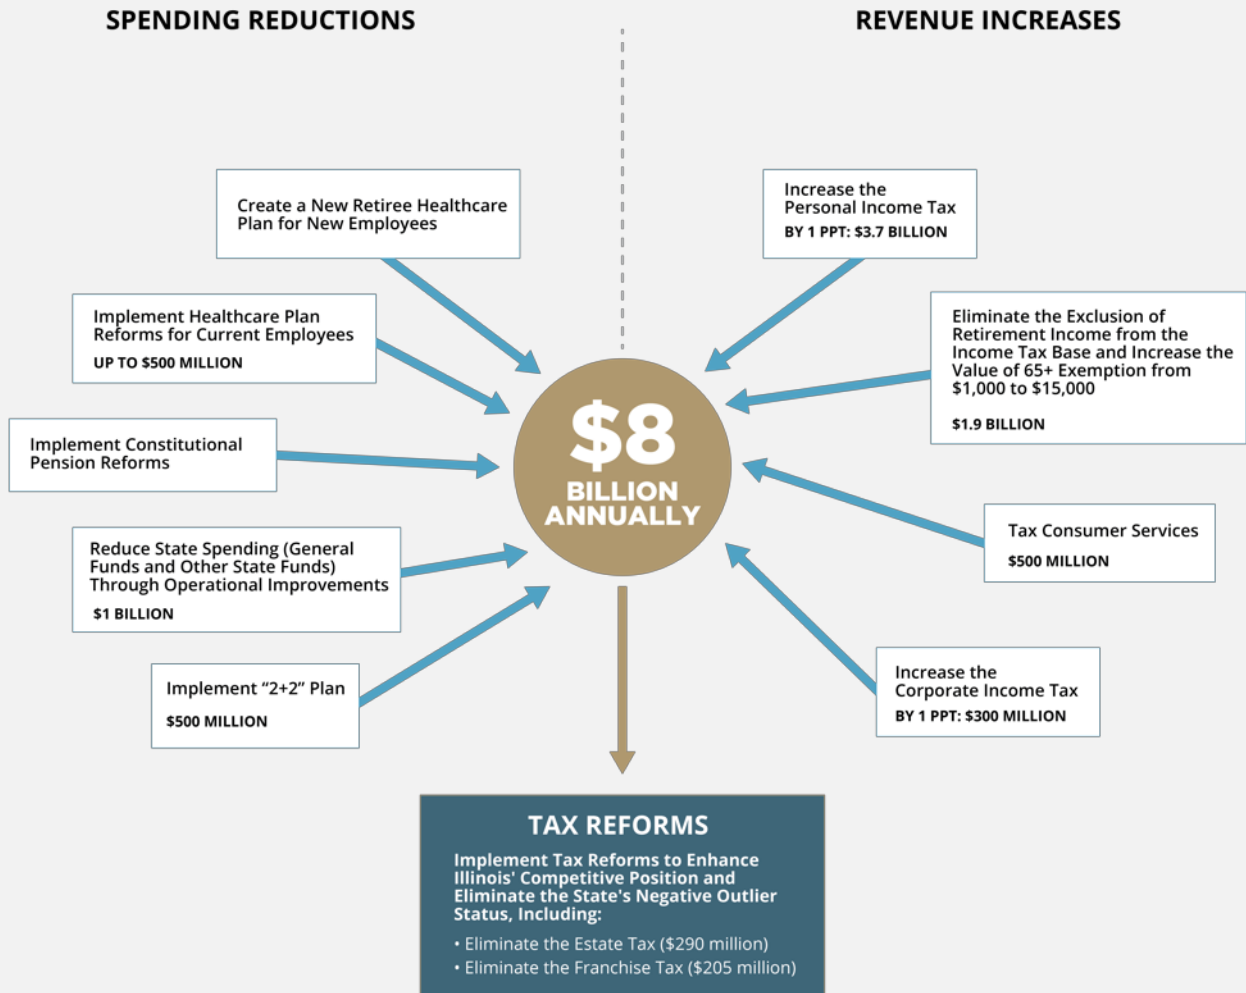 SPENDING REDUCTIONS
REVENUE INCREASES
Create a New Retiree Healthcare
Plan for New Employees
Implement Healthcare Plan
Reforms for Current Employees
UP TO $500 MILLION
Implement Constitutional
Pension Reforms
Reduce State Spending (General
Funds and Other State Funds)
Through Operational Improvements
$1 BILLION
Implement “2+2” Plan
$500 MILLION
$8
BILLION
ANNUALLY
Increase the
Personal Income Tax
BY 1 PPT: $3.7 BILLION
Eliminate the Exclusion of
Retirement Income from the
Income Tax Base and Increase the
Value of 65+ Exemption from
$1,000 to $15,000
$1.9 BILLION
Tax Consumer Services
$500 MILLION
Increase the
Corporate Income Tax
BY 1 PPT: $300 MILLION
TAX REFORMS
Implement Tax Reforms to Enhance
Illinois' Competitive Position and
Eliminate the State's Negative Outlier
Status, Including:
• Eliminate the Estate Tax ($290 million)
• Eliminate the Franchise Tax ($205 million)